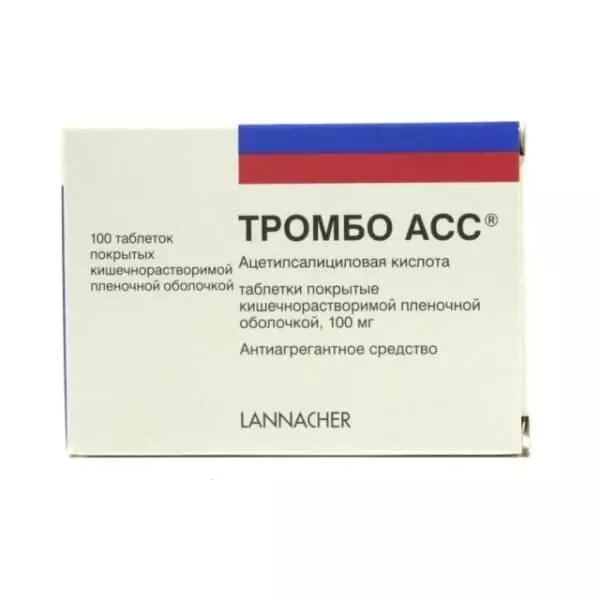 100 таблеток
покрытых
кишечнорастворимой
пленочной оболочкой
ТРОМБО АСС®
Ацетилсалициловая кислота
таблетки покрытые
кишечнорастворимой пленочной
оболочкой, 100 мг
Антиагрегантное средство
LANNACHER